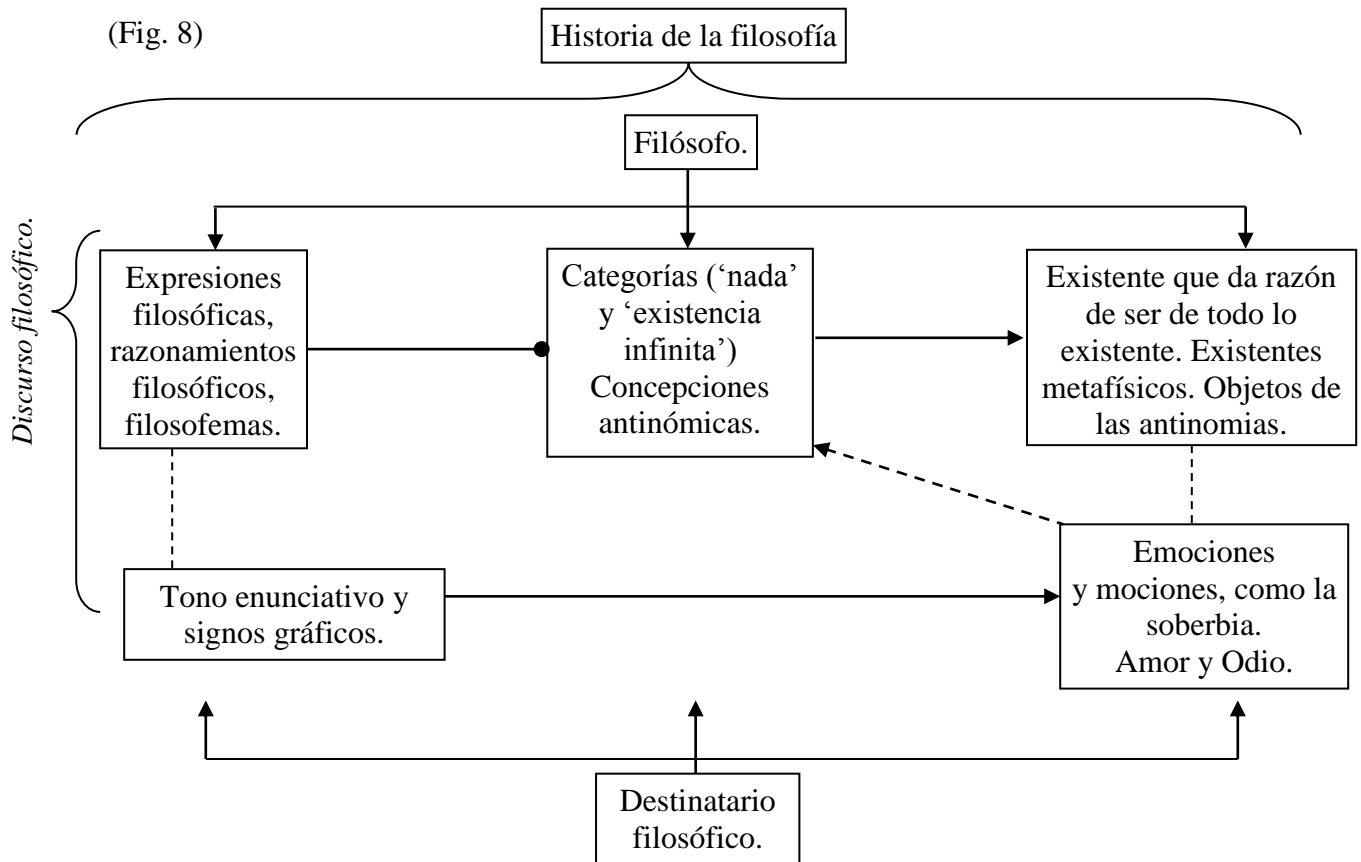 (Fig. 8)
Historia de la filosofía
Filósofo.
Discurso filosófico.
Expresiones
filosóficas,
razonamientos
filosóficos,
filosofemas.
Categorías (‘nada’
y ‘existencia
infinita’)
Concepciones
antinómicas.
Existente que da razón
de ser de todo lo
existente. Existentes
metafísicos. Objetos de
las antinomias.
Tono enunciativo y
signos gráficos.
Emociones
y mociones, como la
soberbia.
Amor y Odio.
Destinatario
filosófico.